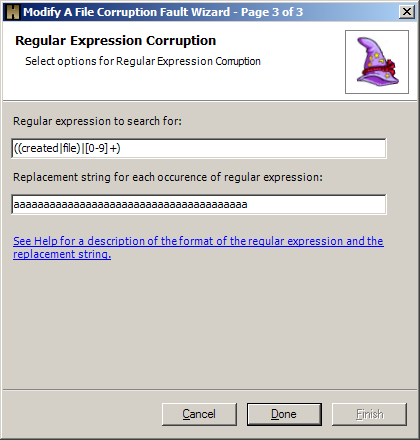 Modify A File Corruption Fault Wizard - Page 3 of 3
Regular Expression Corruption
Select options for Regular Expression Corruption
Regular expression to search for:
((created|file)|[0-9]+)
Replacement string for each occurence of regular expression:
aaaaaaaaaaaaaaaaaaaaaaaaaaaaaaaaaaaaaaa
See Help for a description of the format of the regular expression and the
replacement string.
Cancel
Done
Finish